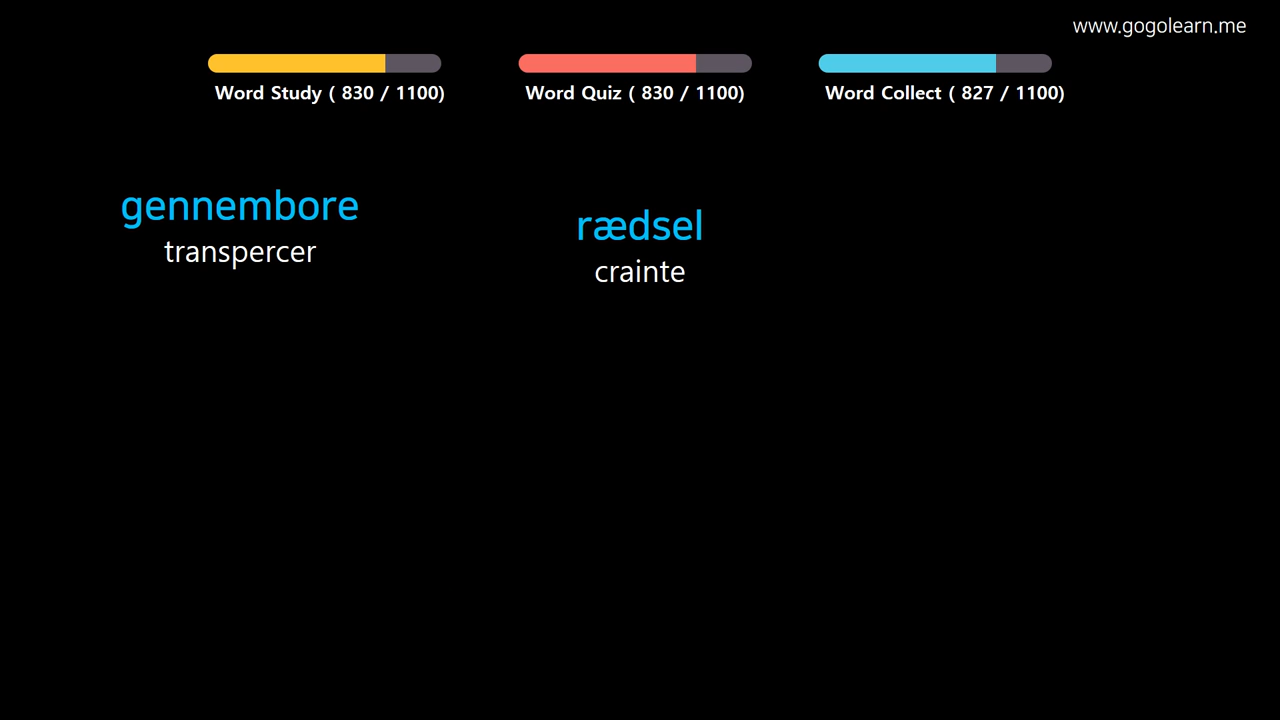 www.gogolearn.me
Word Study ( 830 / 1100)
Word Quiz ( 830 / 1100)
Word Collect ( 827 / 1100)
gennembore
transpercer
rædsel
crainte